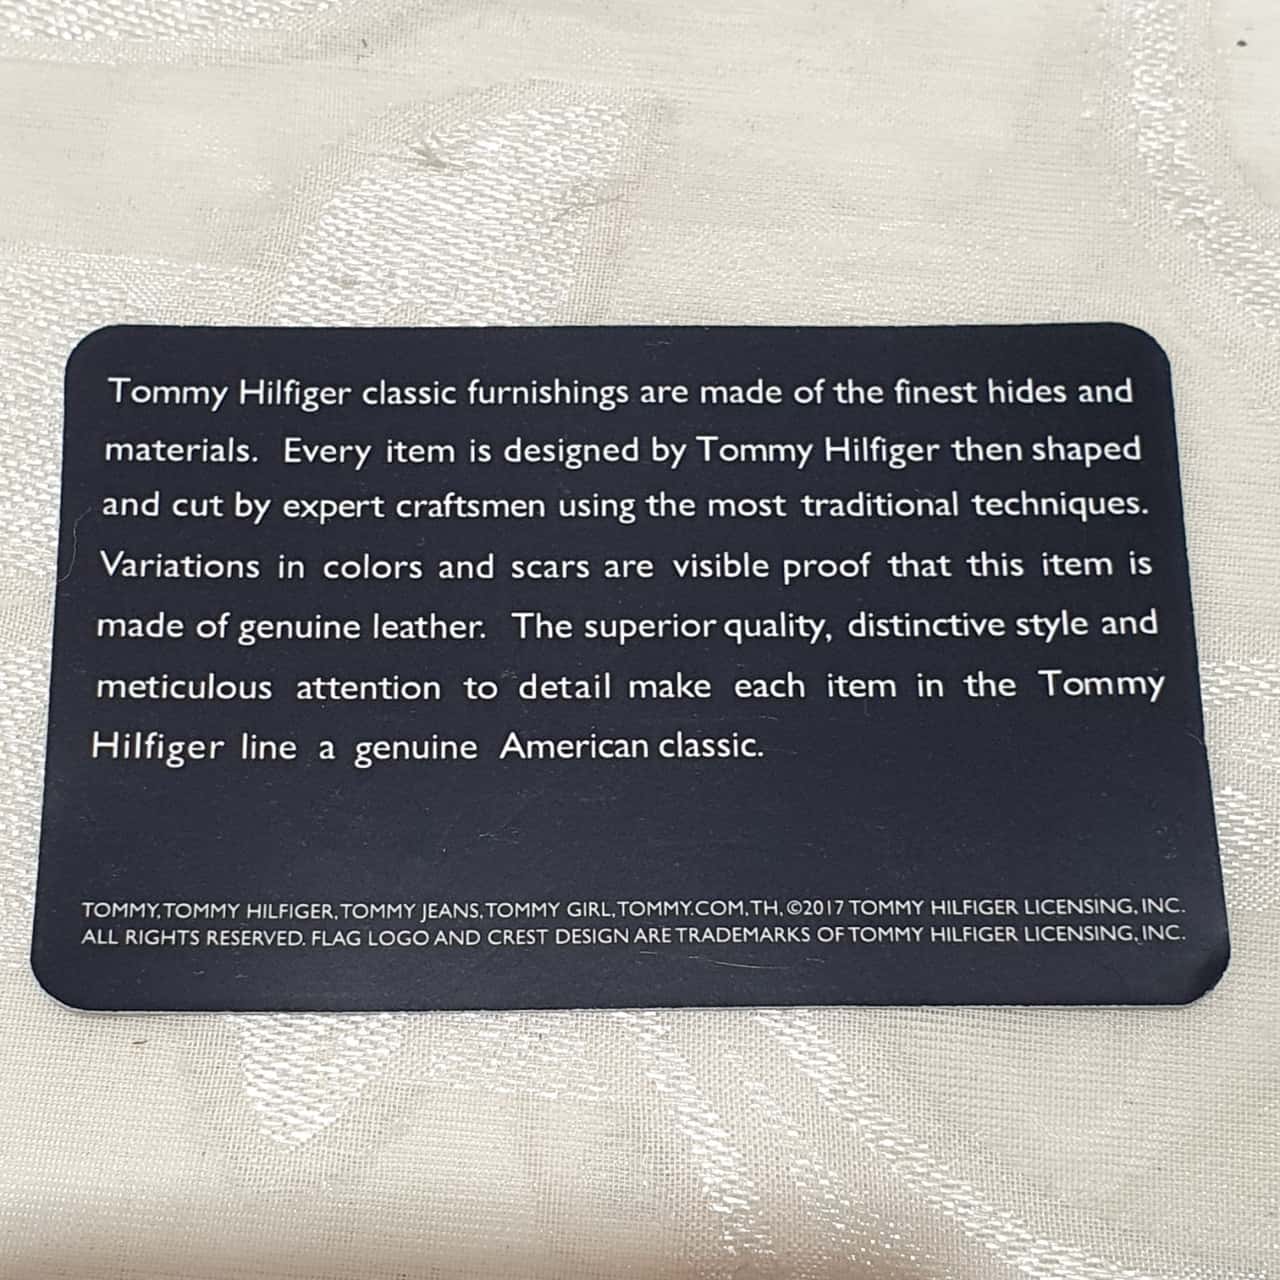 Tommy Hilfiger classic furnishings are made of the finest hides and
materials. Every item is designed by Tommy Hilfiger then shaped
and cut by expert craftsmen using the most traditional techniques.
Variations in colors and scars are visible proof that this item is
made of genuine leather. The superior quality, distinctive style and
meticulous attention to detail make each item in the Tommy
Hilfiger line a genuine American classic.
TOMMY, TOMMY HILFIGER, TOMMY JEANS, TOMMY GIRL, TOMMY.COM, TH, ©2017 TOMMY HILFIGER LICENSING, INC.
ALL RIGHTS RESERVED. FLAG LOGO AND CREST DESIGN ARE TRADEMARKS OF TOMMY HILFIGER LICENSING, INC.